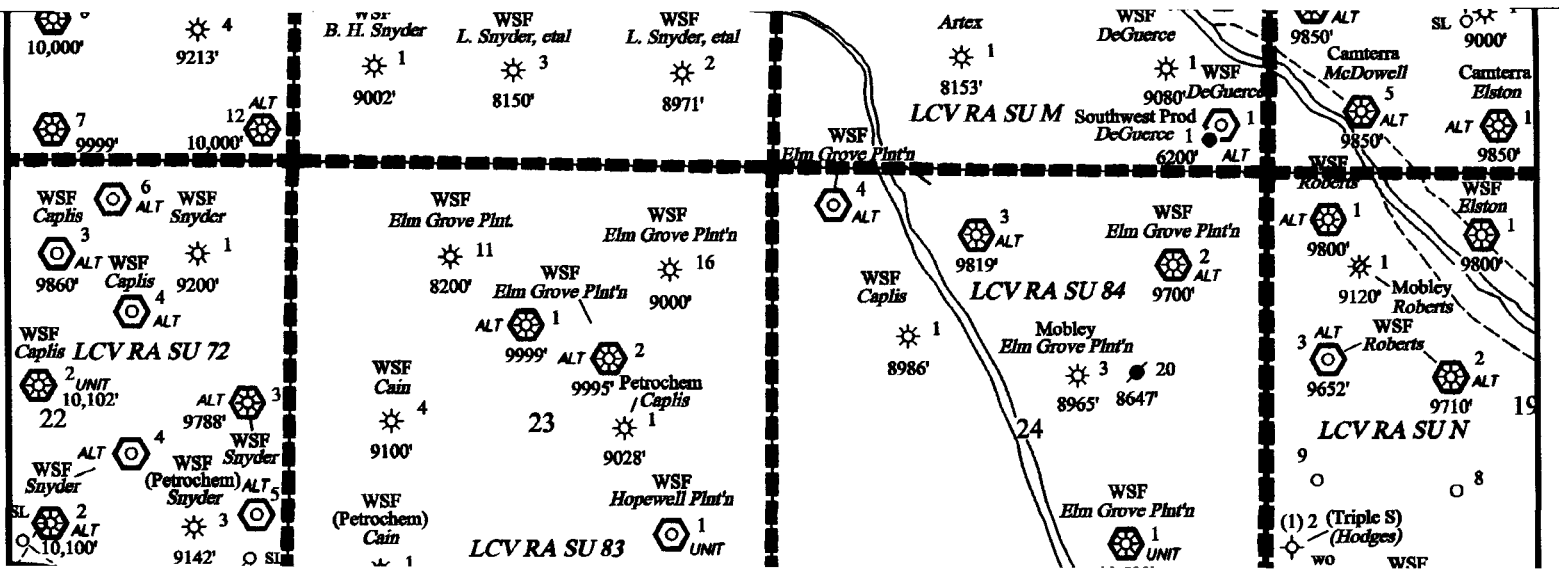 10,000'
4
9213'
7
9999'
12
ALT
10,000'
WSF
B. H. Snyder
1
9002'
WSF
L. Snyder, etal
3
8150'
WSF
L. Snyder, etal
2
8971'
Artex
1
8153'
LCV RA SU M
WSF
DeGuerce
1
9080'
WSF
DeGuerce
Southwest Prod
DeGuerce
1
1
6200'
ALT
ALT
9850'
Camterra
McDowell
5
ALT
9850'
SL
9000'
Camterra
Elston
ALT
1
9850'
6
ALT
WSF
Caplis
3
ALT
9860'
WSF
Snyder
1
9200'
WSF
Caplis
4
ALT
WSF
Caplis
LCV RA SU 72
2
UNIT
10,102'
22
ALT
3
9788'
WSF
Snyder
4
ALT
WSF
Snyder
2
ALT
10,100'
SL
WSF
(Petrochem)
Snyder
3
9142'
ALT
5
SL
WSF
Elm Grove Plnt.
11
8200'
WSF
Elm Grove Plnt'n
16
9000'
WSF
Elm Grove Plnt'n
ALT
1
9999'
ALT
2
9995'
Petrochem
Caplis
1
9028'
WSF
Cain
4
9100'
23
WSF
(Petrochem)
Cain
1
WSF
Hopewell Plnt'n
1
UNIT
LCV RA SU 83
WSF
Elm Grove Plnt'n
4
ALT
3
ALT
9819'
WSF
Elm Grove Plnt'n
2
ALT
9700'
LCV RA SU 84
WSF
Caplis
1
8986'
Mobley
Elm Grove Plnt'n
3
8965'
20
8647'
24
WSF
Elm Grove Plnt'n
1
UNIT
WSF
Roberts
ALT
1
9800'
WSF
Elston
1
9800'
1
9120'
Mobley
Roberts
ALT
3
9652'
WSF
Roberts
2
ALT
9710'
19
LCV RA SU N
9
8
(1) 2
(Triple S)
(Hodges)
WO
WSF